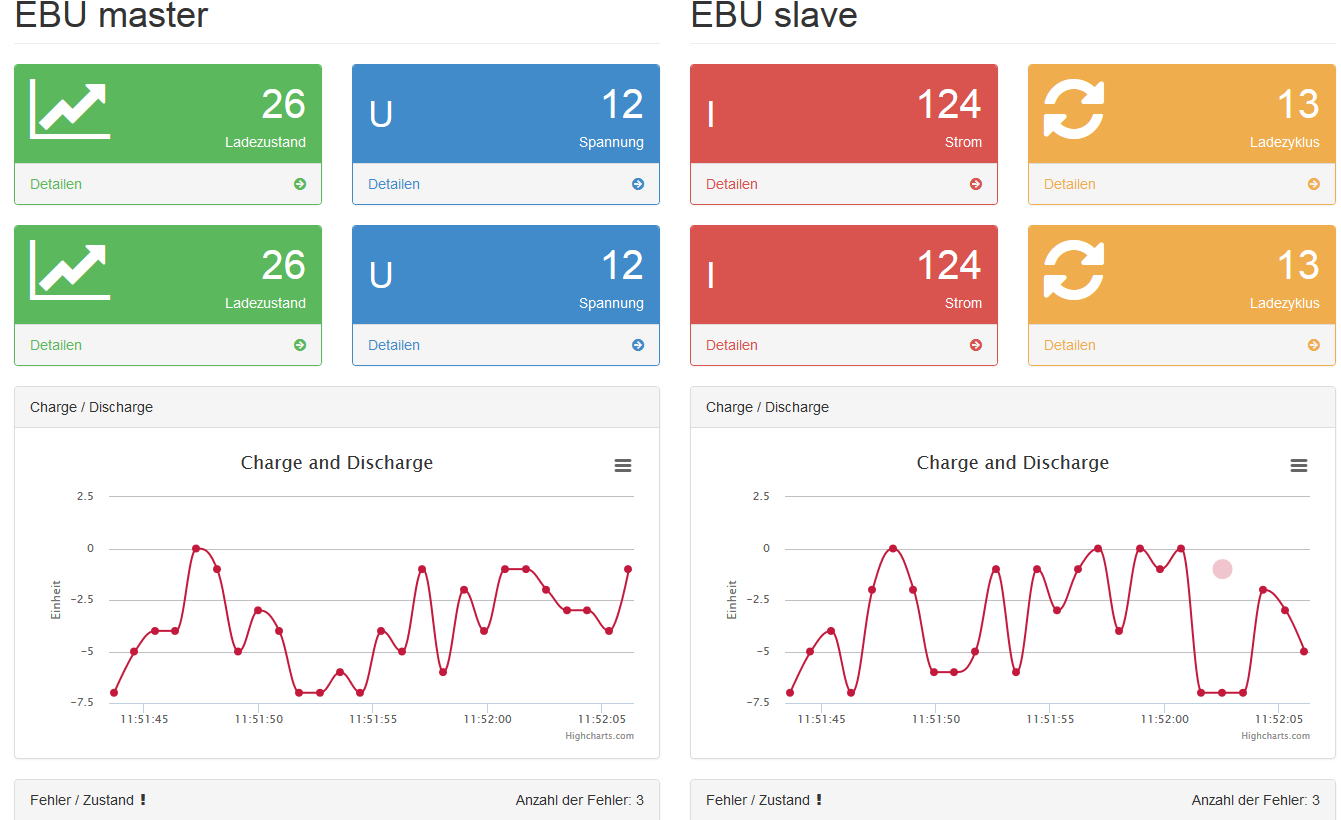 EBU master
EBU slave
26
Ladezustand
Detailen
U
12
Spannung
Detailen
I
124
Strom
Detailen
13
Ladezyklus
Detailen
26
Ladezustand
Detailen
U
12
Spannung
Detailen
I
124
Strom
Detailen
13
Ladezyklus
Detailen
Charge / Discharge
Charge and Discharge
Einheit
2.5
0
−2.5
−5
−7.5
11:51:45
11:51:50
11:51:55
11:52:00
11:52:05
Highcharts.com
Charge / Discharge
Charge and Discharge
Einheit
2.5
0
−2.5
−5
−7.5
11:51:45
11:51:50
11:51:55
11:52:00
11:52:05
Highcharts.com
Fehler / Zustand !
Anzahl der Fehler: 3
Fehler / Zustand !
Anzahl der Fehler: 3